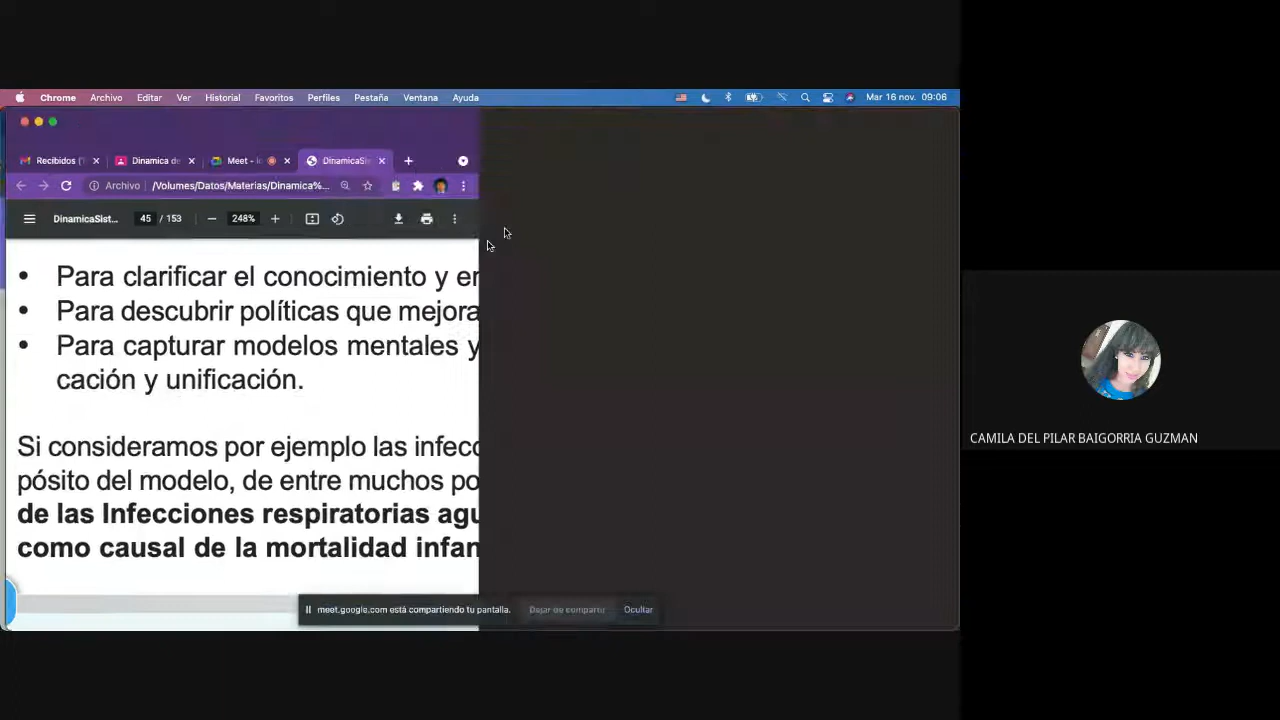 Chrome Archivo Editar Ver Historial Favoritos Perfiles Pestaña Ventana Ayuda Mar 16 nov. 09:06
Recibidos ( Dinamica de Meet - DinamicaSis
Archivo /Volumes/Datos/Materias/Dinamica%...
DinamicaSist... 45 / 153 − 248% +
• Para clarificar el conocimiento y en
• Para descubrir políticas que mejora
• Para capturar modelos mentales y
cación y unificación.
Si consideramos por ejemplo las infecc
pósito del modelo, de entre muchos po
de las Infecciones respiratorias agu
como causal de la mortalidad infan
meet.google.com está compartiendo tu pantalla. Dejar de compartir Ocultar
CAMILA DEL PILAR BAIGORRIA GUZMAN